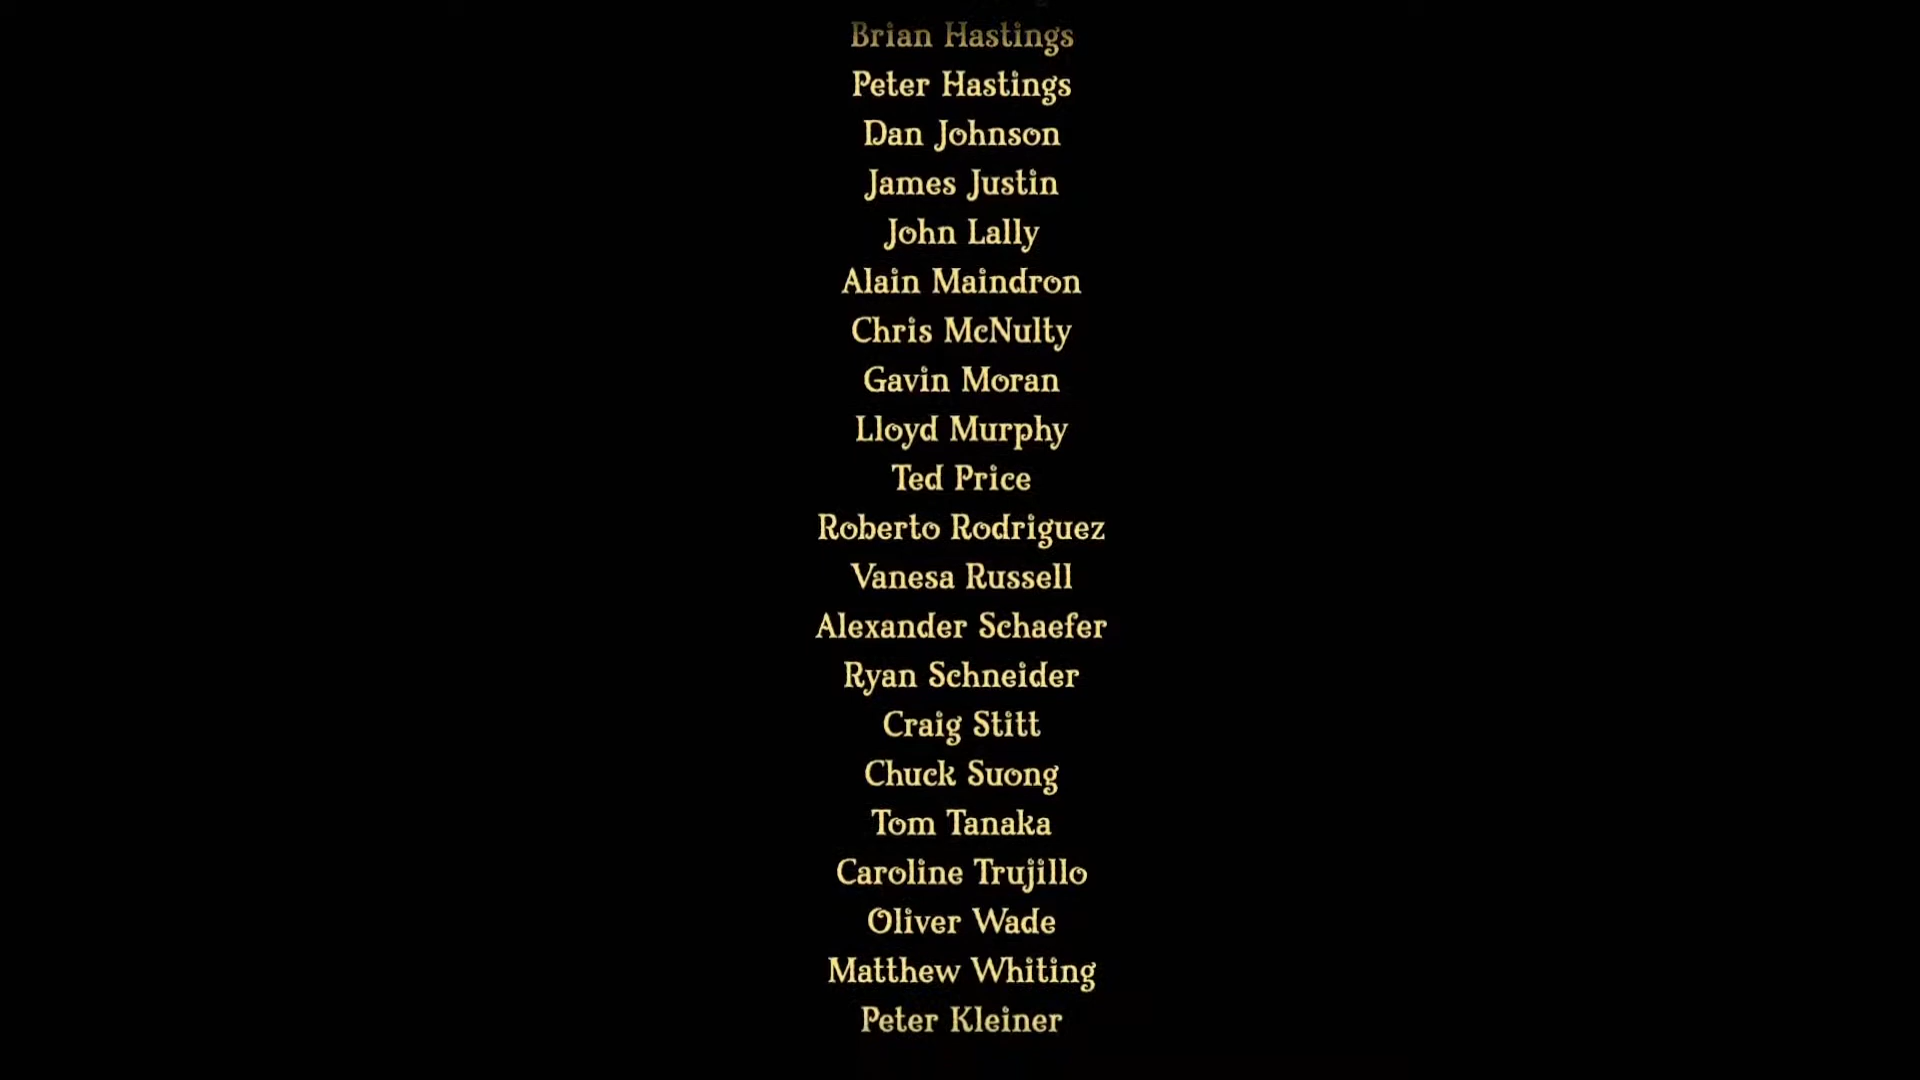 Brian Hastings
Peter Hastings
Dan Johnson
James Justin
John Lally
Alain Maindron
Chris McNulty
Gavin Moran
Lloyd Murphy
Ted Price
Roberto Rodriguez
Vanesa Russell
Alexander Schaefer
Ryan Schneider
Craig Stitt
Chuck Suong
Tom Tanaka
Caroline Trujillo
Oliver Wade
Matthew Whiting
Peter Kleiner